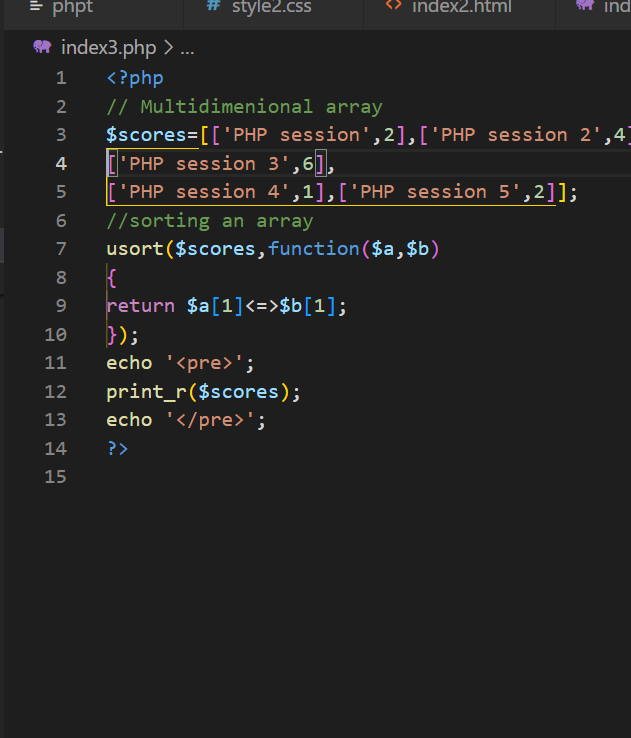 phpt style2.css index2.html ind
index3.php > ...
1 <?php
2 // Multidimenional array
3 $scores=[['PHP session',2],['PHP session 2',4]
4 ['PHP session 3',6],
5 ['PHP session 4',1],['PHP session 5',2]];
6 //sorting an array
7 usort($scores,function($a,$b)
8 {
9 return $a[1]<=>$b[1];
10 });
11 echo '<pre>';
12 print_r($scores);
13 echo '</pre>';
14 ?>
15